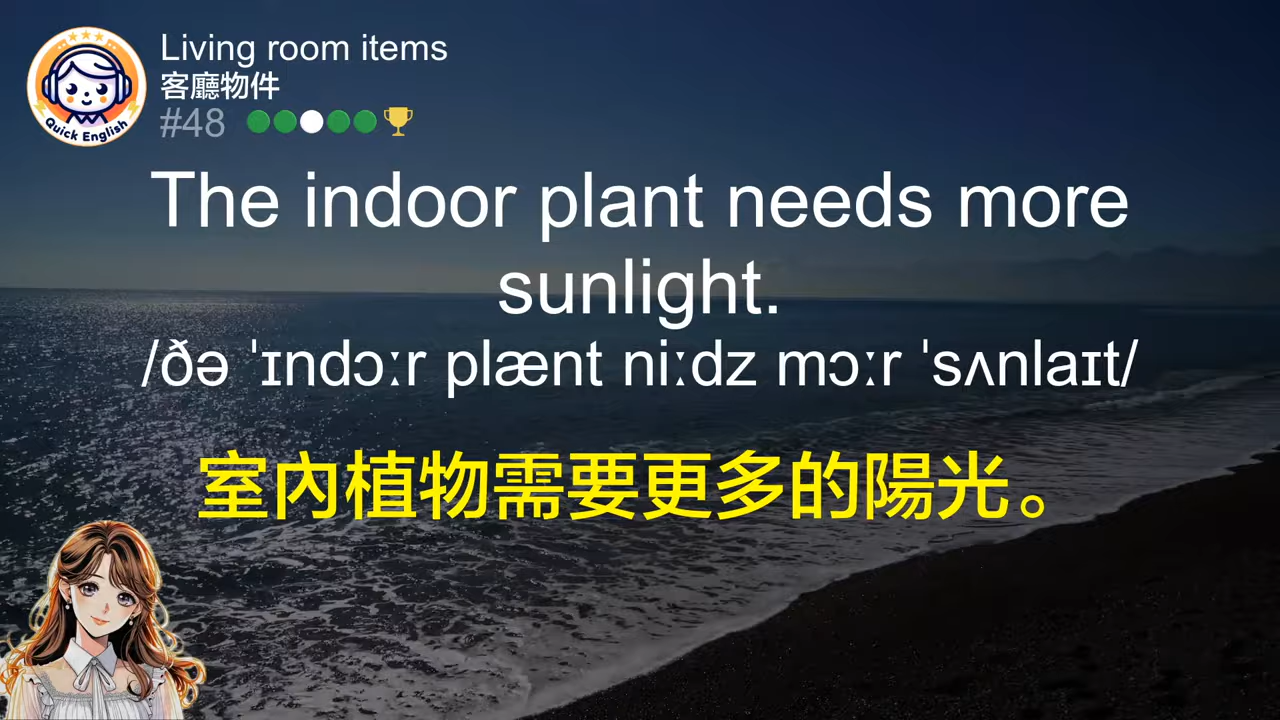 Quick English
Living room items
客廳物件
#48
The indoor plant needs more
sunlight.
/ðə ˈɪndɔːr plænt niːdz mɔːr ˈsʌnlaɪt/
室內植物需要更多的陽光。